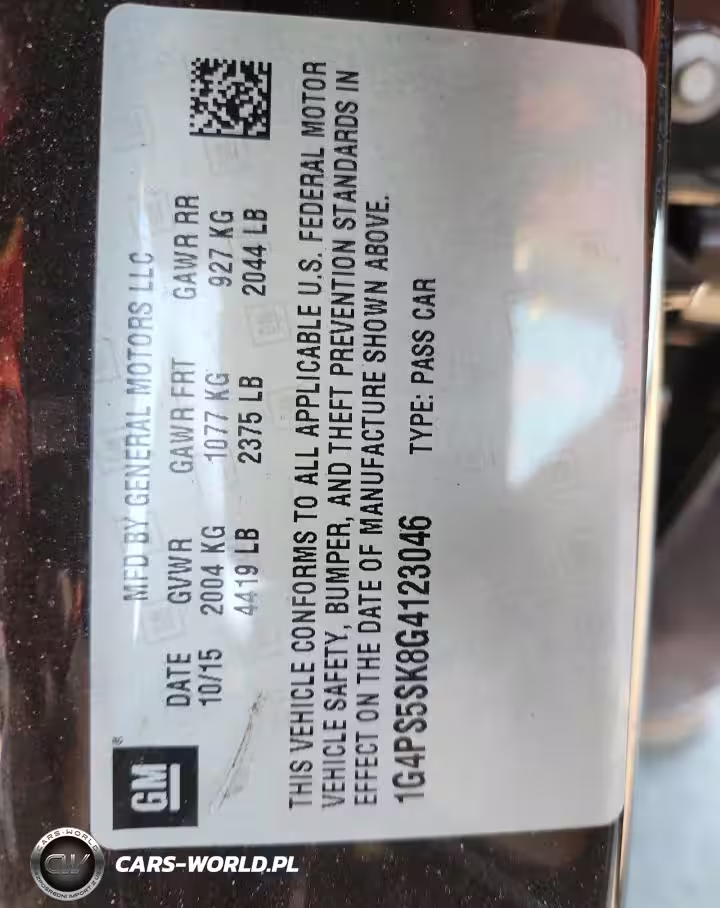 GM
®
MFD BY GENERAL MOTORS LLC
DATE GVWR GAWR FRT GAWR RR
10/15 2004 KG 1077 KG 927 KG
4419 LB 2375 LB 2044 LB
THIS VEHICLE CONFORMS TO ALL APPLICABLE U.S. FEDERAL MOTOR
VEHICLE SAFETY, BUMPER, AND THEFT PREVENTION STANDARDS IN
EFFECT ON THE DATE OF MANUFACTURE SHOWN ABOVE.
1G4PS5SK8G4123046 TYPE: PASS CAR
CARS-WORLD
CW
CARS-WORLD.PL